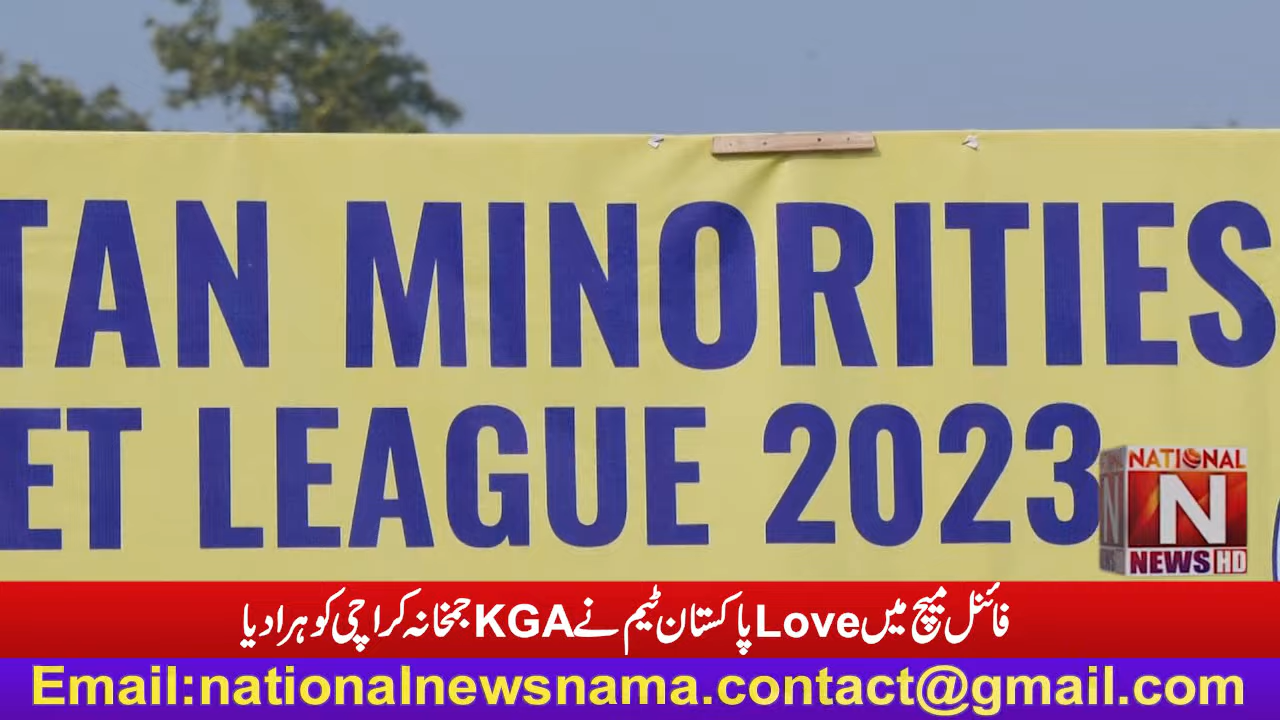 TAN MINORITIES
ET LEAGUE 2023
NATIONAL
N
NEWS HD
فائنل میچ میں Love پاکستان ٹیم نے KGA جمخانہ کراچی کو ہرا دیا
Email:nationalnewsnama.contact@gmail.com